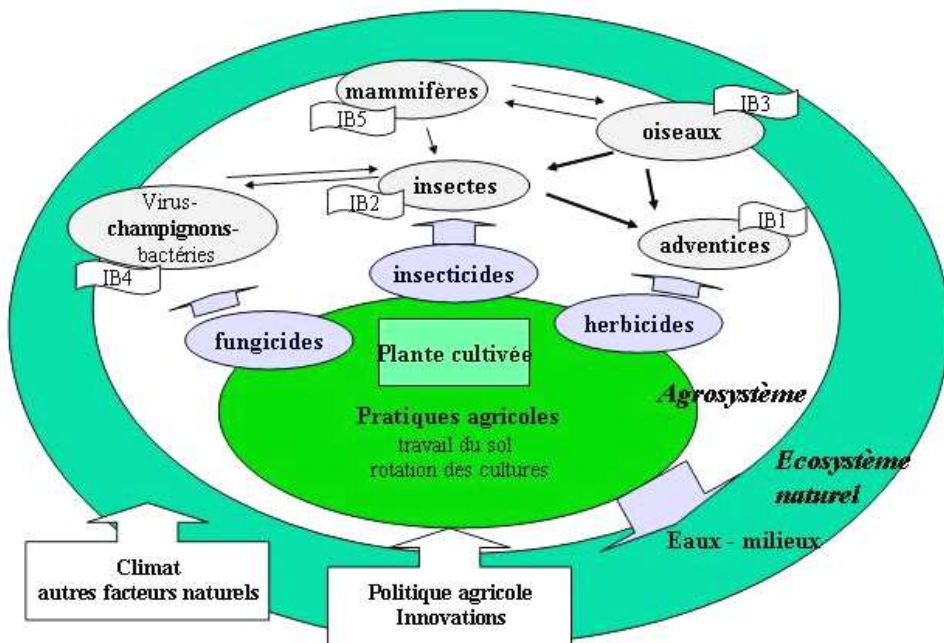 mammifères
IB5
IB3
oiseaux
insectes
IB2
Virus-
champignons-
bactéries
IB4
IB1
adventices
insecticides
fungicides
herbicides
Plante cultivée
Pratiques agricoles
travail du sol
rotation des cultures
Agrosystème
Ecosystème
naturel
Eaux - milieux
Climat
autres facteurs naturels
Politique agricole
Innovations